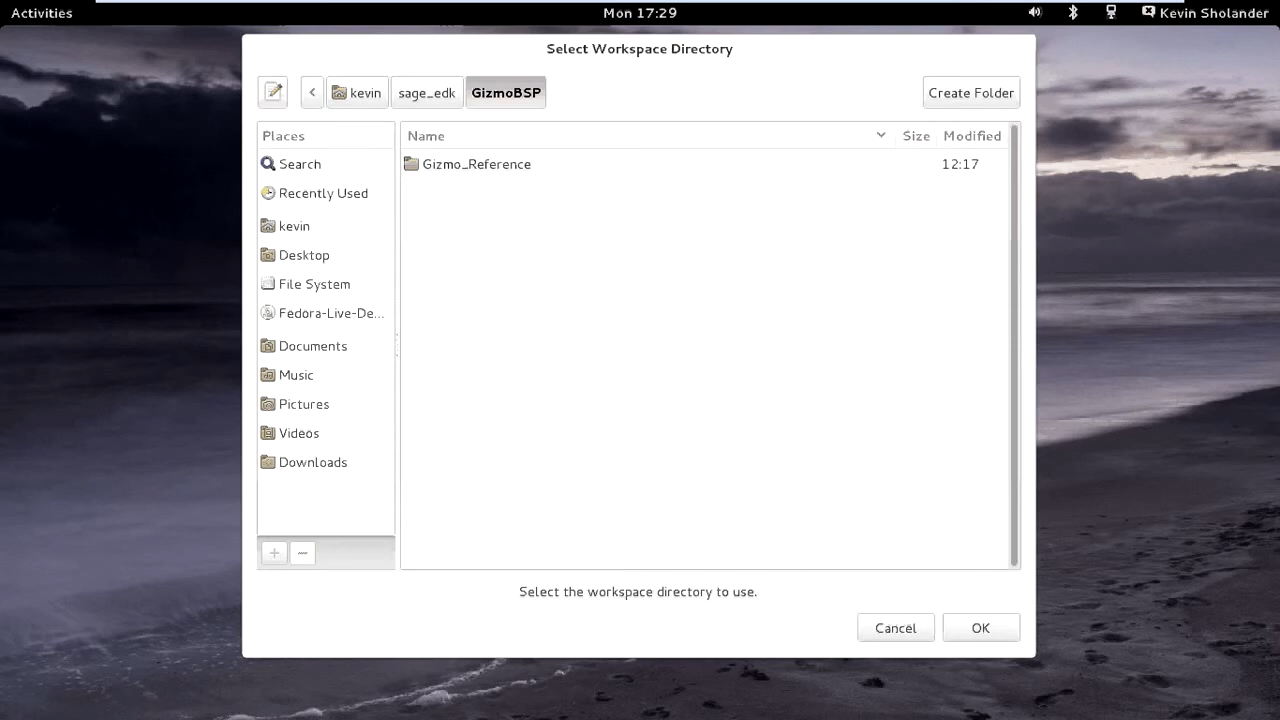 Activities Mon 17:29 Kevin Sholander
Select Workspace Directory
kevin sage_edk GizmoBSP Create Folder
Places Name Size Modified
Search Gizmo_Reference 12:17
Recently Used
kevin
Desktop
File System
Fedora-Live-De...
Documents
Music
Pictures
Videos
Downloads
Select the workspace directory to use.
Cancel OK